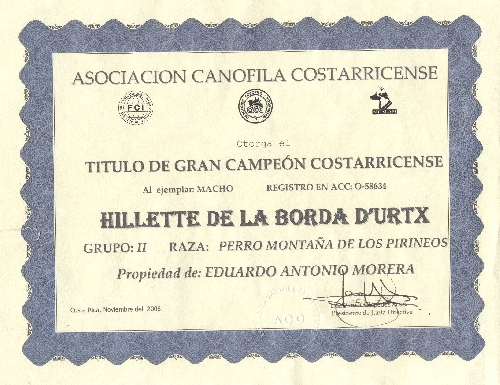 ASOCIACION CANOFILA COSTARRICENSE
FCI
Otorga el
TITULO DE GRAN CAMPEÓN COSTARRICENSE
Al ejemplar: MACHO REGISTRO EN ACC: O-58634
HILLETTE DE LA BORDA D'URTX
GRUPO: II RAZA: PERRO MONTAÑA DE LOS PIRINEOS
Propiedad de: EDUARDO ANTONIO MORERA
Costa Rica, Noviembre del 2006.
Presidente de Junta Directiva